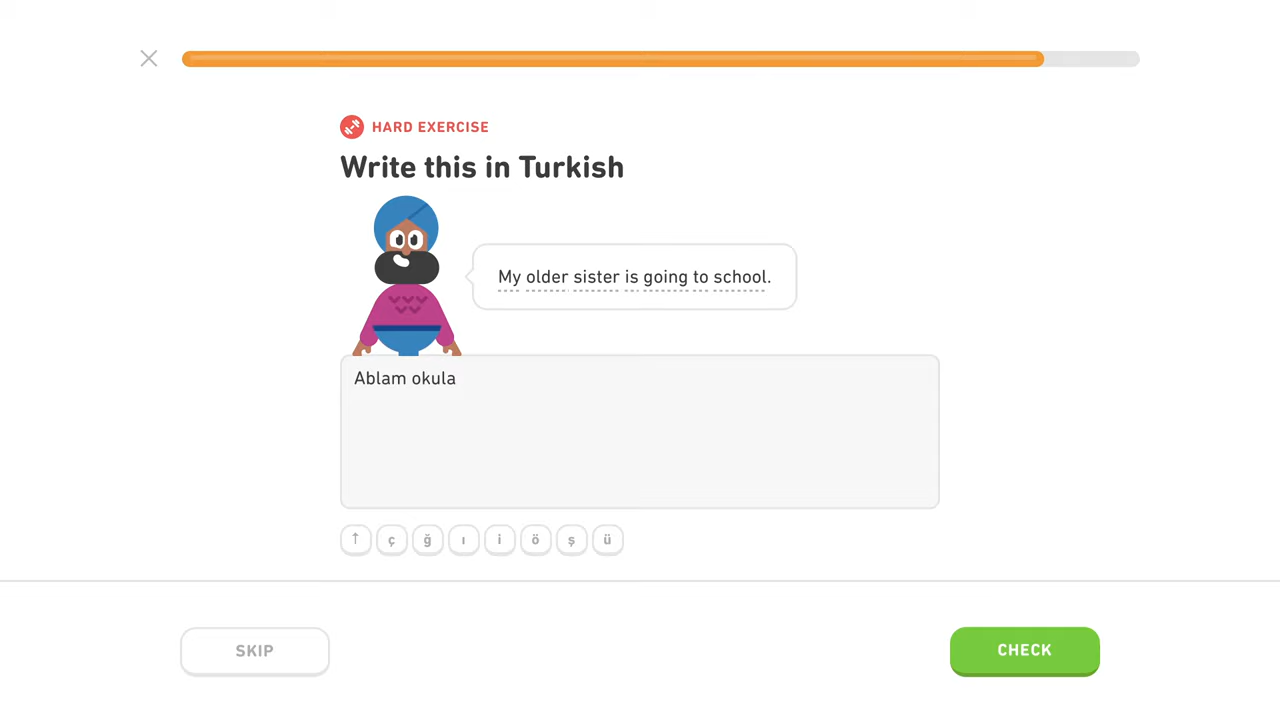 HARD EXERCISE
Write this in Turkish
My older sister is going to school.
Ablam okula
↑ ç ğ ı i ö ş ü
SKIP
CHECK